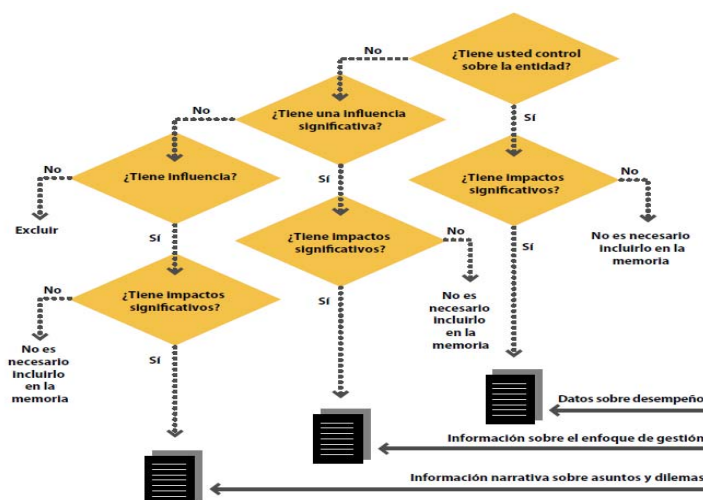 ¿Tiene usted control
sobre la entidad?
No
¿Tiene una influencia
significativa?
No
Sí
¿Tiene influencia?
No
Sí
¿Tiene impactos
significativos?
No
Excluir
Sí
¿Tiene impactos
significativos?
No
No es necesario
incluirlo en la
memoria
Sí
Sí
¿Tiene impactos
significativos?
No
No es
necesario
incluirlo
en la
memoria
Sí
No es
necesario
incluirlo
en la
memoria
Sí
Datos sobre desempeño
Información sobre el enfoque de gestión
Información narrativa sobre asuntos y dilemas